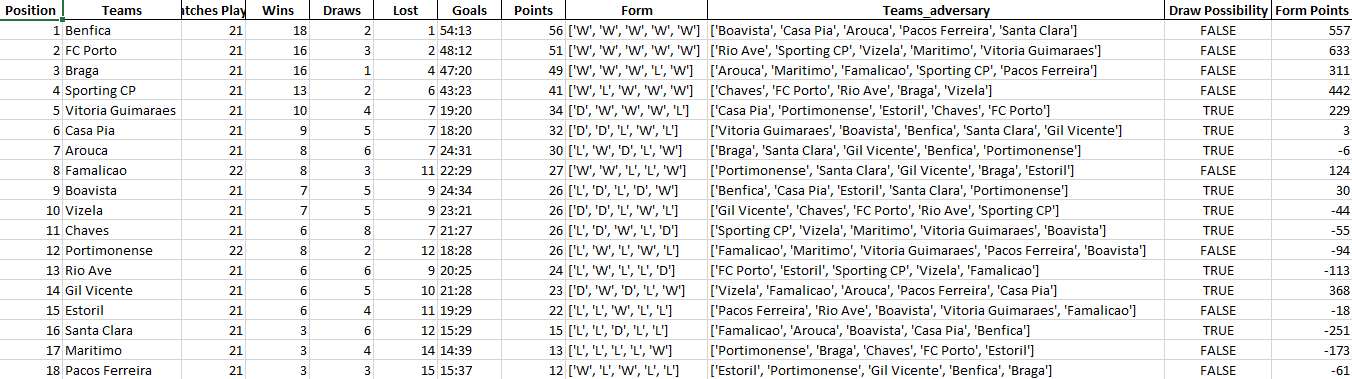 Position Teams tches Play Wins Draws Lost Goals Points Form Teams_adversary Draw Possibility Form Points
1 Benfica 21 18 2 1 54:13 56 ['W', 'W', 'W', 'W', 'W'] ['Boavista', 'Casa Pia', 'Arouca', 'Pacos Ferreira', 'Santa Clara'] FALSE 557
2 FC Porto 21 16 3 2 48:12 51 ['W', 'W', 'W', 'W', 'W'] ['Rio Ave', 'Sporting CP', 'Vizela', 'Maritimo', 'Vitoria Guimaraes'] FALSE 633
3 Braga 21 16 1 4 47:20 49 ['W', 'W', 'W', 'L', 'W'] ['Arouca', 'Maritimo', 'Famalicao', 'Sporting CP', 'Pacos Ferreira'] FALSE 311
4 Sporting CP 21 13 2 6 43:23 41 ['W', 'L', 'W', 'W', 'W'] ['Chaves', 'FC Porto', 'Rio Ave', 'Braga', 'Vizela'] FALSE 442
5 Vitoria Guimaraes 21 10 4 7 19:20 34 ['D', 'W', 'W', 'W', 'L'] ['Casa Pia', 'Portimonense', 'Estoril', 'Chaves', 'FC Porto'] TRUE 229
6 Casa Pia 21 9 5 7 18:20 32 ['D', 'D', 'L', 'W', 'L'] ['Vitoria Guimaraes', 'Boavista', 'Benfica', 'Santa Clara', 'Gil Vicente'] TRUE 3
7 Arouca 21 8 6 7 24:31 30 ['L', 'W', 'D', 'L', 'W'] ['Braga', 'Santa Clara', 'Gil Vicente', 'Benfica', 'Portimonense'] TRUE -6
8 Famalicao 22 8 3 11 22:29 27 ['W', 'W', 'L', 'L', 'W'] ['Portimonense', 'Santa Clara', 'Gil Vicente', 'Braga', 'Estoril'] FALSE 124
9 Boavista 21 7 5 9 24:34 26 ['L', 'D', 'L', 'D', 'W'] ['Benfica', 'Casa Pia', 'Estoril', 'Santa Clara', 'Portimonense'] TRUE 30
10 Vizela 21 7 5 9 23:21 26 ['D', 'D', 'L', 'W', 'L'] ['Gil Vicente', 'Chaves', 'FC Porto', 'Rio Ave', 'Sporting CP'] TRUE -44
11 Chaves 21 6 8 7 21:27 26 ['L', 'D', 'W', 'L', 'D'] ['Sporting CP', 'Vizela', 'Maritimo', 'Vitoria Guimaraes', 'Boavista'] TRUE -55
12 Portimonense 22 8 2 12 18:28 26 ['L', 'W', 'L', 'W', 'L'] ['Famalicao', 'Maritimo', 'Vitoria Guimaraes', 'Pacos Ferreira', 'Boavista'] FALSE -94
13 Rio Ave 21 6 6 9 20:25 24 ['L', 'W', 'L', 'L', 'D'] ['FC Porto', 'Estoril', 'Sporting CP', 'Vizela', 'Famalicao'] TRUE -113
14 Gil Vicente 21 6 5 10 21:28 23 ['D', 'W', 'D', 'L', 'W'] ['Vizela', 'Famalicao', 'Arouca', 'Pacos Ferreira', 'Casa Pia'] TRUE 368
15 Estoril 21 6 4 11 19:29 22 ['L', 'L', 'W', 'L', 'L'] ['Pacos Ferreira', 'Rio Ave', 'Boavista', 'Vitoria Guimaraes', 'Famalicao'] FALSE -18
16 Santa Clara 21 3 6 12 15:29 15 ['L', 'L', 'D', 'L', 'L'] ['Famalicao', 'Arouca', 'Boavista', 'Casa Pia', 'Benfica'] TRUE -251
17 Maritimo 21 3 4 14 14:39 13 ['L', 'L', 'L', 'L', 'W'] ['Portimonense', 'Braga', 'Chaves', 'FC Porto', 'Estoril'] FALSE -173
18 Pacos Ferreira 21 3 3 15 15:37 12 ['W', 'L', 'W', 'L', 'L'] ['Estoril', 'Portimonense', 'Gil Vicente', 'Benfica', 'Braga'] FALSE -61